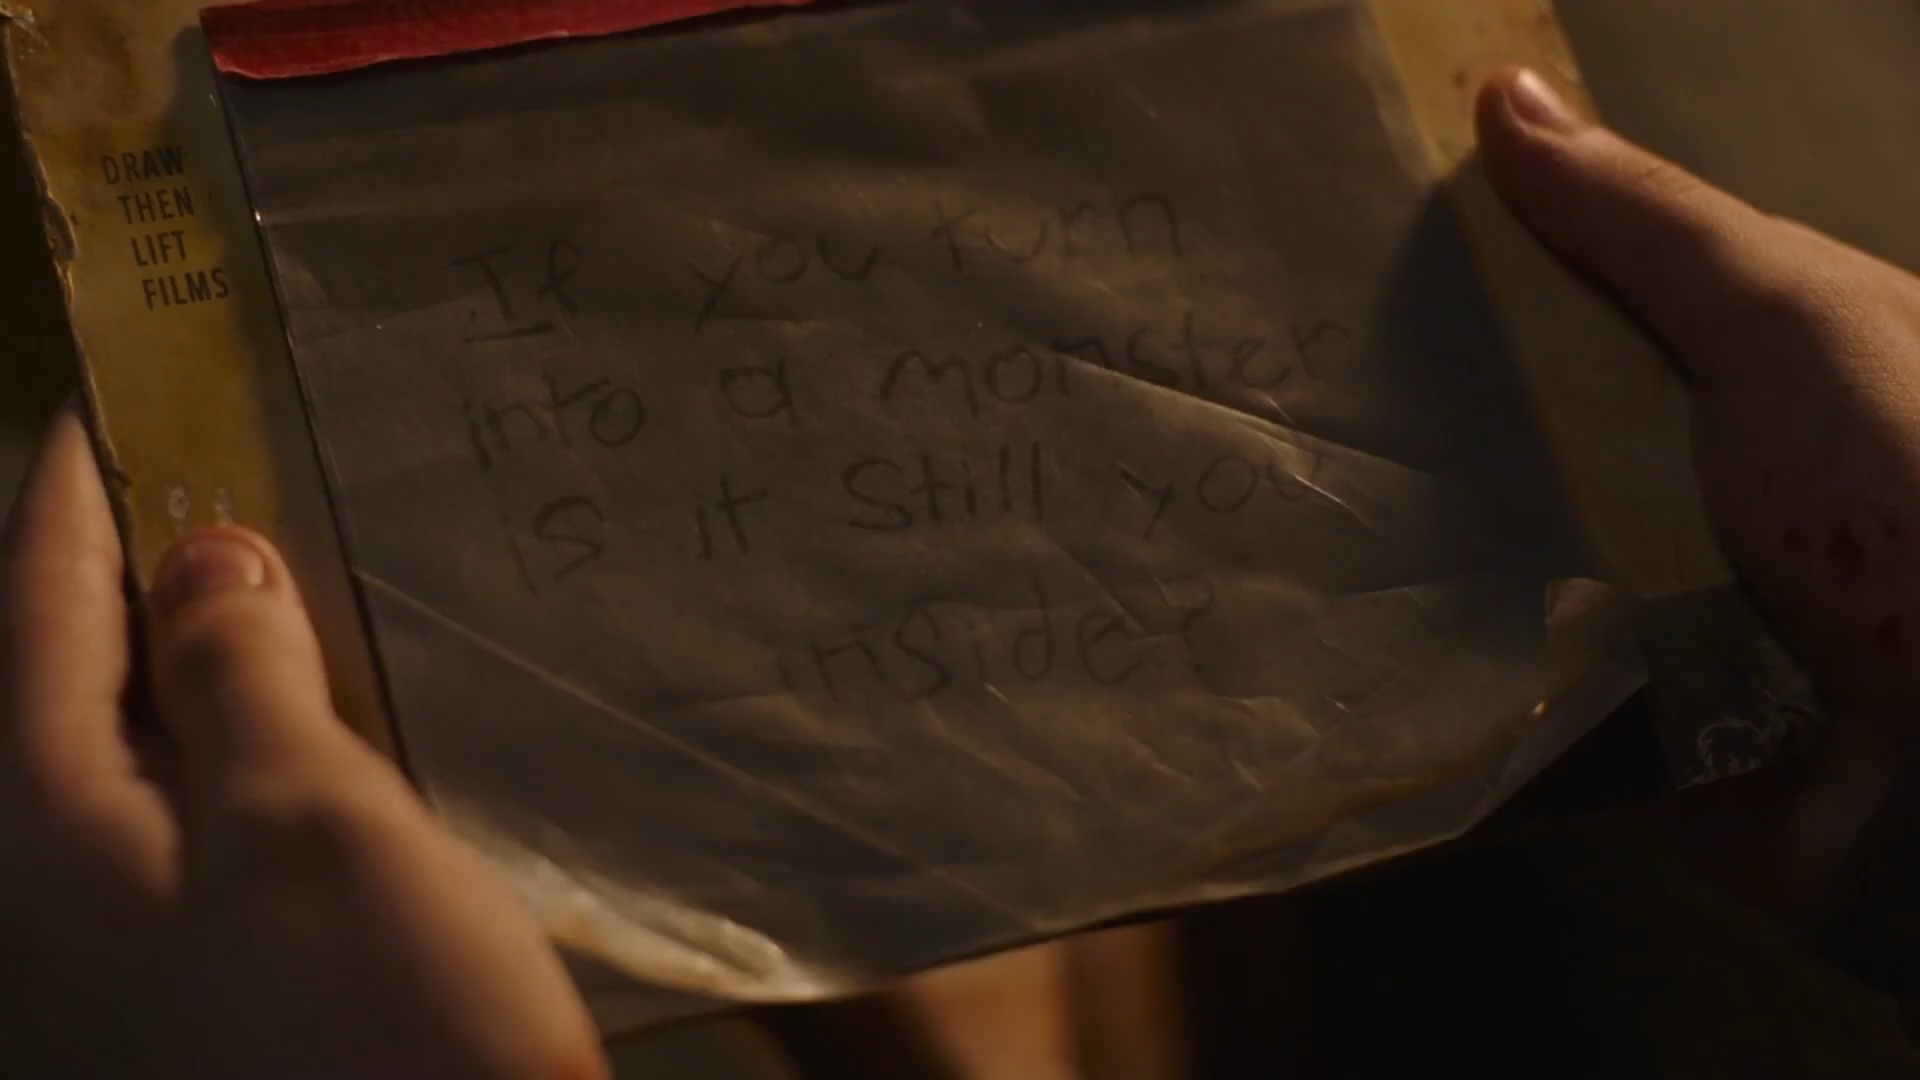 DRAW
THEN
LIFT
FILMS
If you turn
into a monster
is it still you
inside?